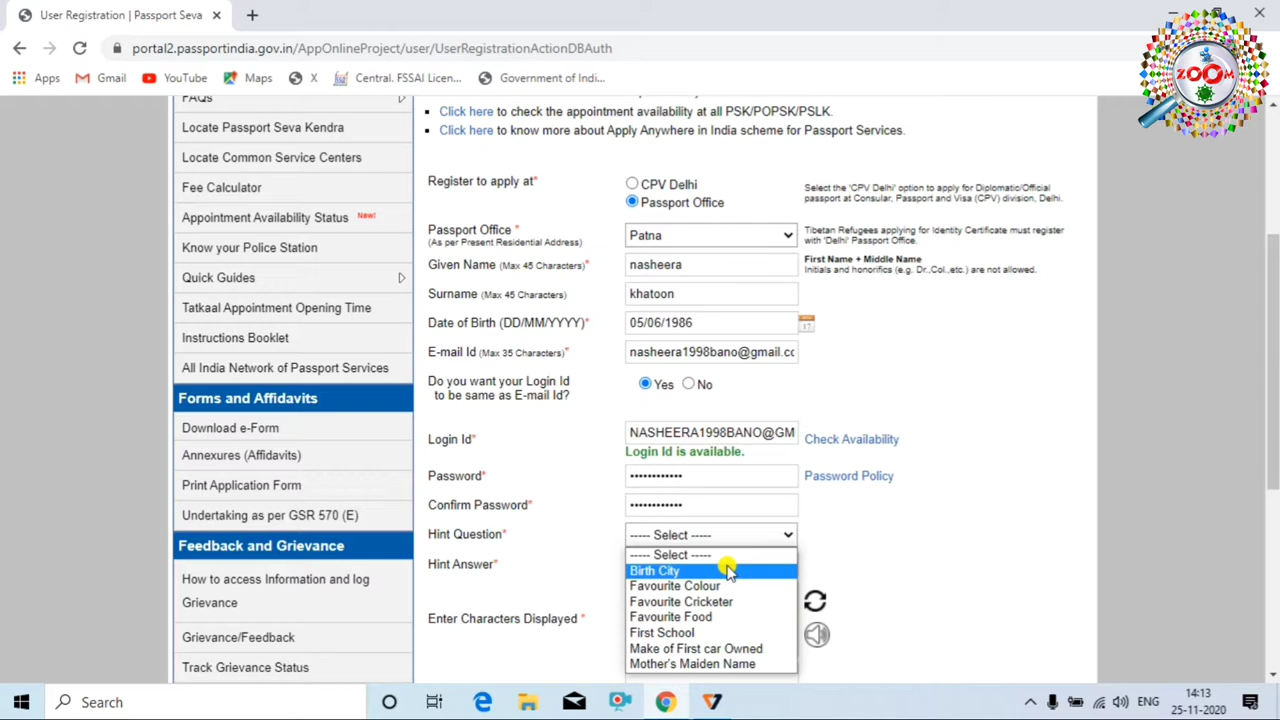 User Registration | Passport Seva
portal2.passportindia.gov.in/AppOnlineProject/user/UserRegistrationActionDBAuth
Apps
Gmail
YouTube
Maps
X
Central. FSSAI Licen...
Government of Indi...
ZOOM
FAQs
Locate Passport Seva Kendra
Locate Common Service Centers
Fee Calculator
Appointment Availability Status New!
Know your Police Station
Quick Guides
Tatkaal Appointment Opening Time
Instructions Booklet
All India Network of Passport Services
Forms and Affidavits
Download e-Form
Annexures (Affidavits)
Print Application Form
Undertaking as per GSR 570 (E)
Feedback and Grievance
How to access Information and log
Grievance
Grievance/Feedback
Track Grievance Status
Click here to check the appointment availability at all PSK/POPSK/PSLK.
Click here to know more about Apply Anywhere in India scheme for Passport Services.
Register to apply at*
CPV Delhi
Passport Office
Select the 'CPV Delhi' option to apply for Diplomatic/Official
passport at Consular, Passport and Visa (CPV) division, Delhi.
Passport Office *
(As per Present Residential Address)
Patna
Tibetan Refugees applying for Identity Certificate must register
with 'Delhi' Passport Office.
Given Name (Max 45 Characters)*
nasheera
First Name + Middle Name
Initials and honorifics (e.g. Dr.,Col.,etc.) are not allowed.
Surname (Max 45 Characters)
khatoon
Date of Birth (DD/MM/YYYY)*
05/06/1986
17
E-mail Id (Max 35 Characters)*
nasheera1998bano@gmail.cc
Do you want your Login Id
to be same as E-mail Id?
Yes
No
Login Id*
NASHEERA1998BANO@GM
Check Availability
Login Id is available.
Password*
Password Policy
Confirm Password*
Hint Question*
----- Select -----
----- Select -----
Birth City
Favourite Colour
Favourite Cricketer
Favourite Food
First School
Make of First car Owned
Mother's Maiden Name
Hint Answer*
Enter Characters Displayed *
Search
ENG
14:13
25-11-2020